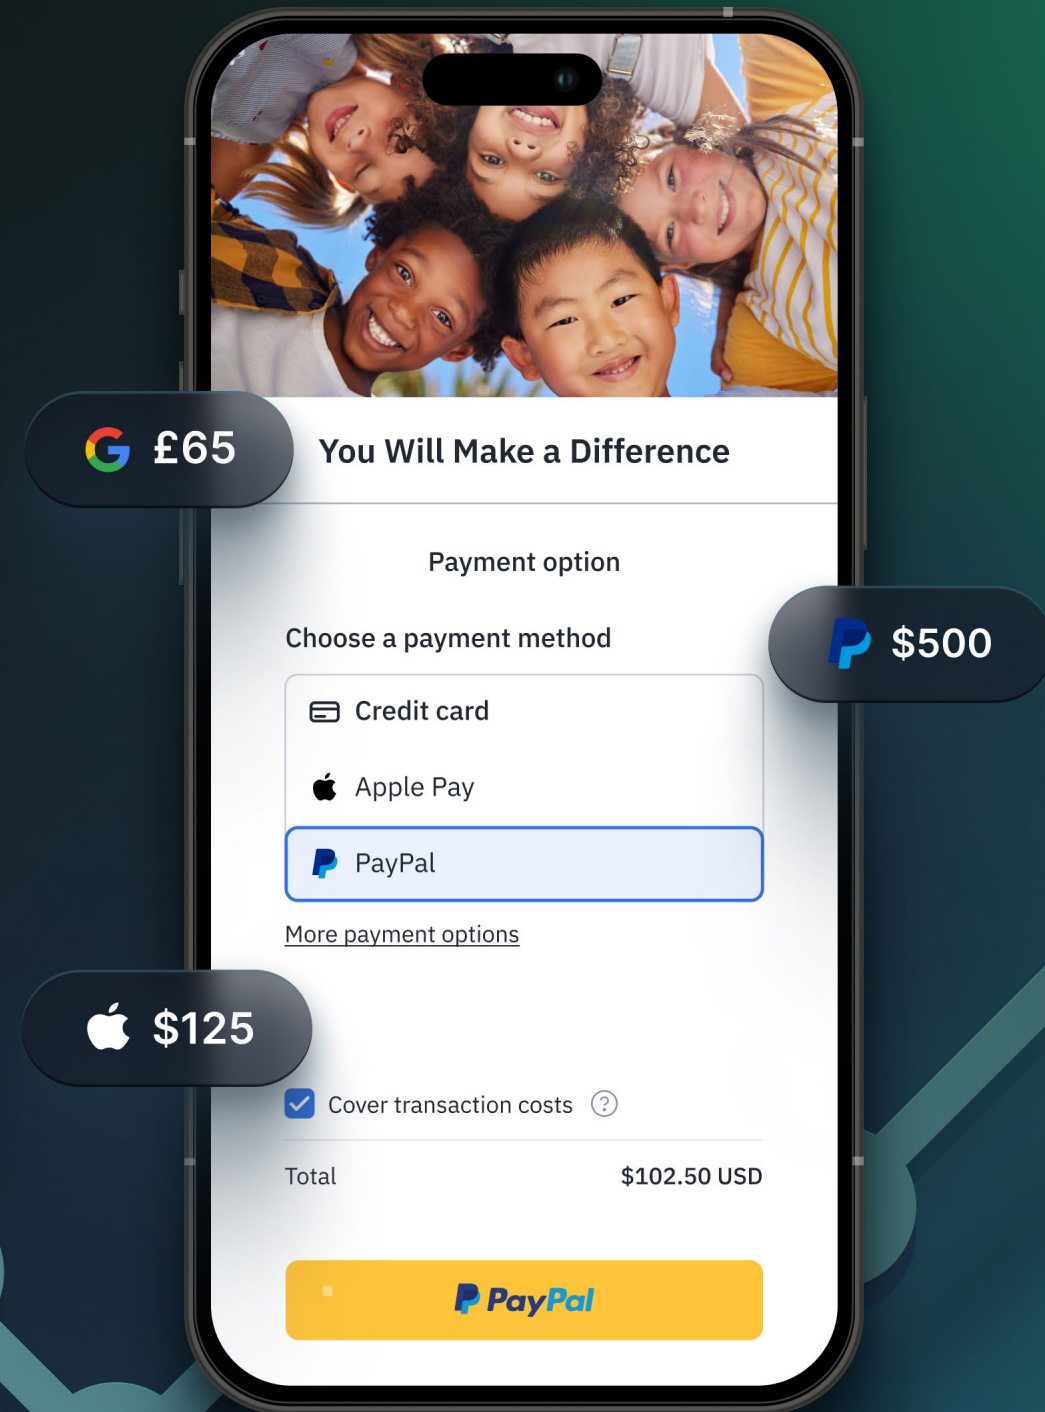 You Will Make a Difference
£65
Payment option
Choose a payment method
$500
Credit card
Apple Pay
PayPal
More payment options
$125
Cover transaction costs ?
Total $102.50 USD
PayPal